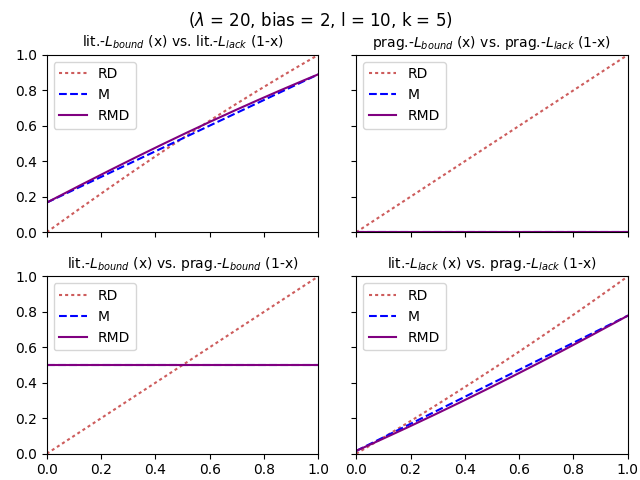 (λ = 20, bias = 2, l = 10, k = 5)
lit.-L_bound (x) vs. lit.-L_lack (1-x)
prag.-L_bound (x) vs. prag.-L_lack (1-x)
1.0
0.8
0.6
0.4
0.2
0.0
RD
M
RMD
RD
M
RMD
lit.-L_bound (x) vs. prag.-L_bound (1-x)
lit.-L_lack (x) vs. prag.-L_lack (1-x)
1.0
0.8
0.6
0.4
0.2
0.0
RD
M
RMD
RD
M
RMD
0.0 0.2 0.4 0.6 0.8 1.0
0.0 0.2 0.4 0.6 0.8 1.0